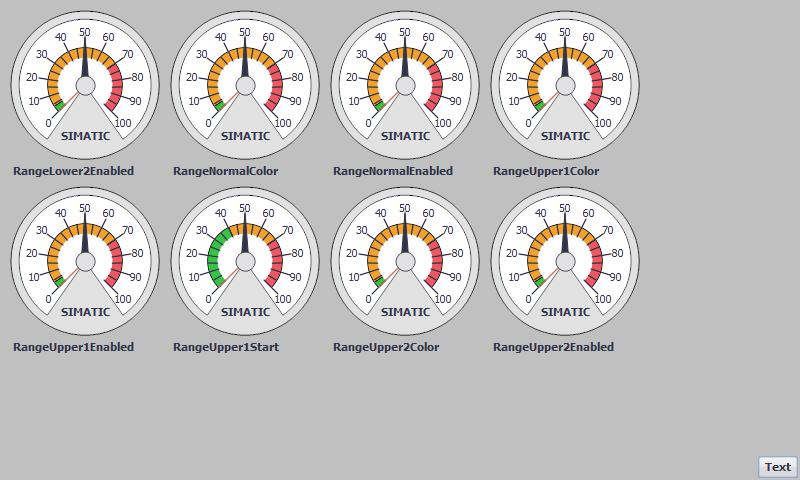 50 50 50 50
40 60 40 60 40 60 40 60
30 70 30 70 30 70 30 70
20 80 20 80 20 80 20 80
10 90 10 90 10 90 10 90
0 100 0 100 0 100 0 100
SIMATIC SIMATIC SIMATIC SIMATIC
RangeLower2Enabled RangeNormalColor RangeNormalEnabled RangeUpper1Color
50 50 50 50
40 60 40 60 40 60 40 60
30 70 30 70 30 70 30 70
20 80 20 80 20 80 20 80
10 90 10 90 10 90 10 90
0 100 0 100 0 100 0 100
SIMATIC SIMATIC SIMATIC SIMATIC
RangeUpper1Enabled RangeUpper1Start RangeUpper2Color RangeUpper2Enabled
Text